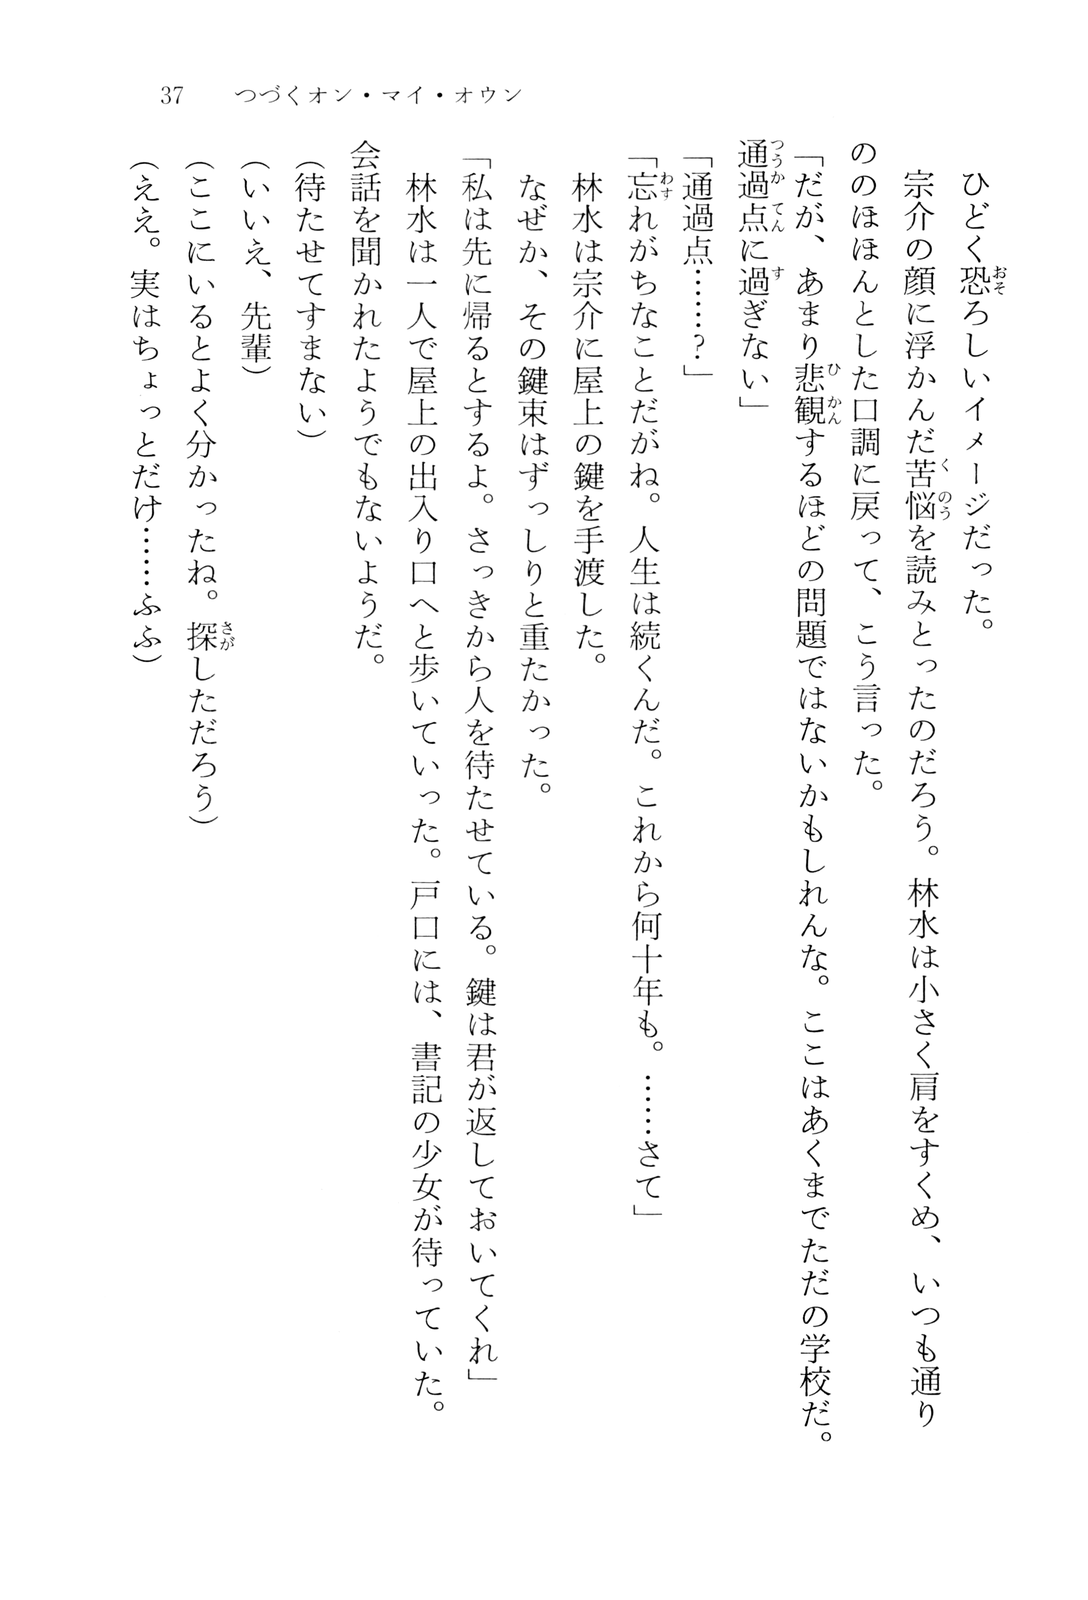 37　つづくオン・マイ・オウン
ひどく恐ろしいイメージだった。
宗介の顔に浮かんだ苦悩を読みとったのだろう。林水は小さく肩をすくめ、いつも通り
ののほほんとした口調に戻って、こう言った。
「だが、あまり悲観するほどの問題ではないかもしれんな。ここはあくまでただの学校だ。
通過点に過ぎない」
「通過点……？」
「忘れがちなことだがね。人生は続くんだ。これから何十年も。……さて」
林水は宗介に屋上の鍵を手渡した。
なぜか、その鍵束はずっしりと重たかった。
「私は先に帰るとするよ。さっきから人を待たせている。鍵は君が返しておいてくれ」
林水は一人で屋上の出入り口へと歩いていった。戸口には、書記の少女が待っていた。
会話を聞かれたようでもないようだ。
（待たせてすまない）
（いいえ、先輩）
（ここにいるとよく分かったね。探しただろう）
（ええ。実はちょっとだけ……ふふ）